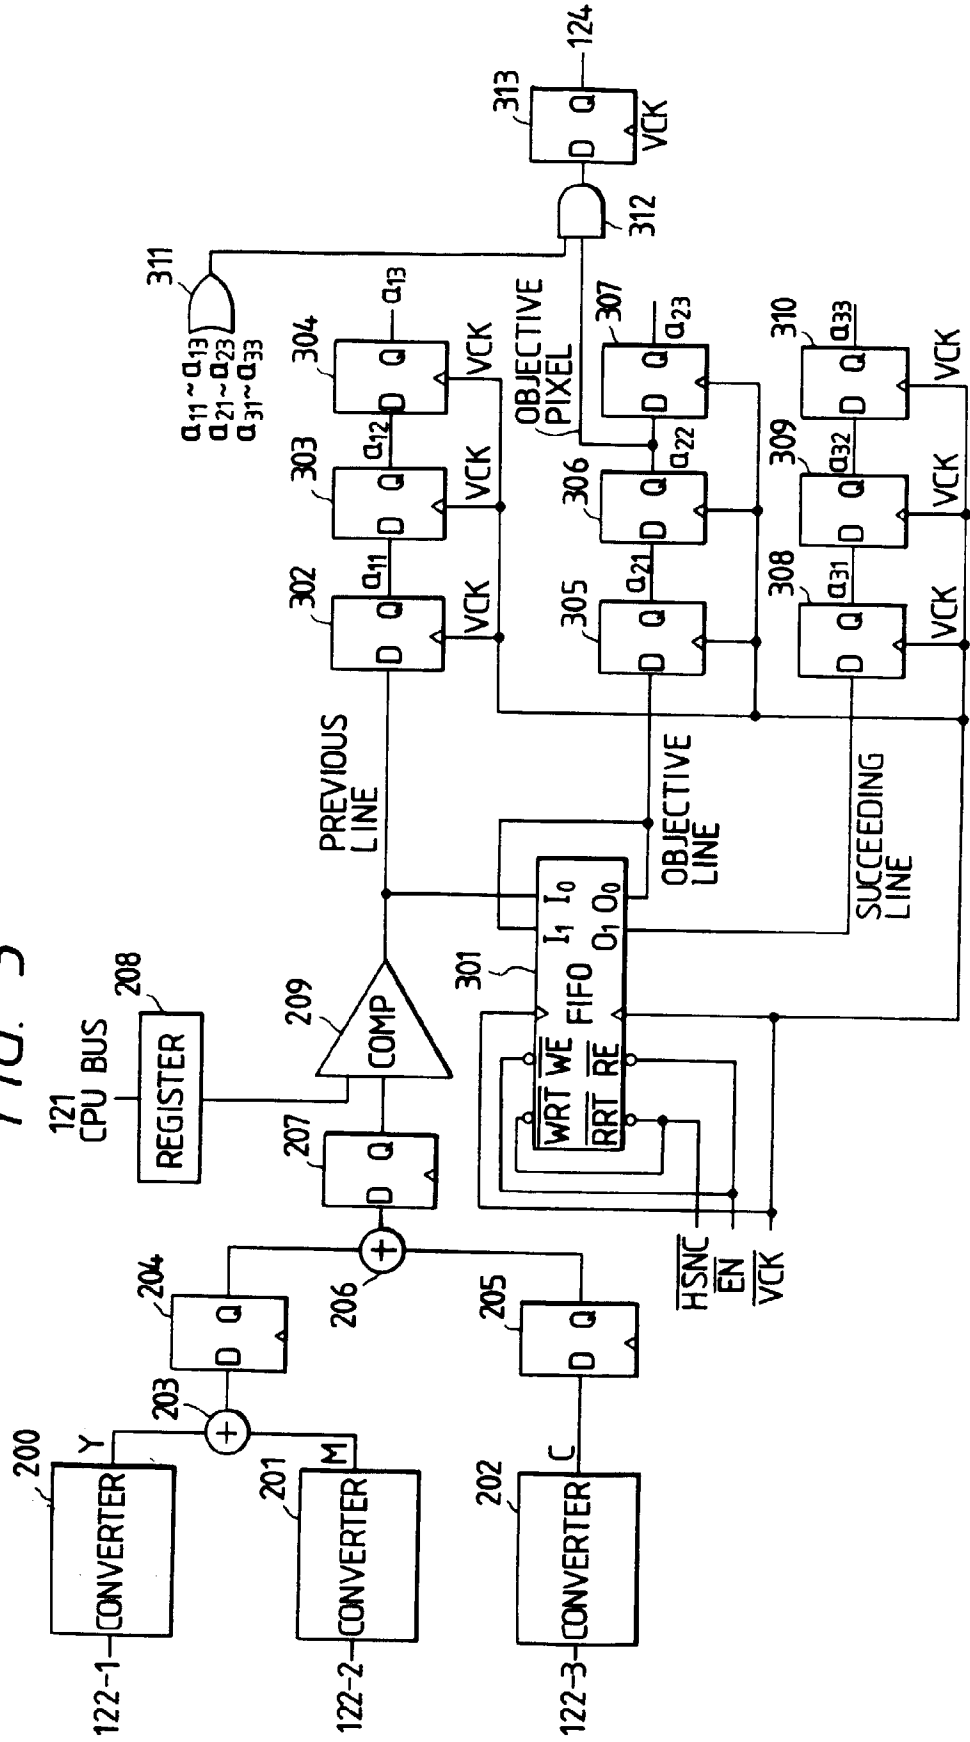 FIG. 3
122-1
CONVERTER
200
Y
122-2
CONVERTER
201
M
122-3
CONVERTER
202
C
203
+
204
D Q
205
D Q
206
+
207
D Q
121
CPU BUS
208
REGISTER
209
COMP
PREVIOUS
LINE
301
FIFO
WRT WE
I1 I0
RRT RE
O1 O0
HSNC
EN
VCK
OBJECTIVE
LINE
SUCCEEDING
LINE
302
D Q
VCK
a11
303
D Q
VCK
a12
304
D Q
VCK
a13
305
D Q
a21
306
D Q
a22
OBJECTIVE
PIXEL
307
D Q
a23
308
D Q
VCK
a31
309
D Q
VCK
a32
310
D Q
VCK
a33
a11~a13
a21~a23
a31~a33
311
312
313
D Q
VCK
124